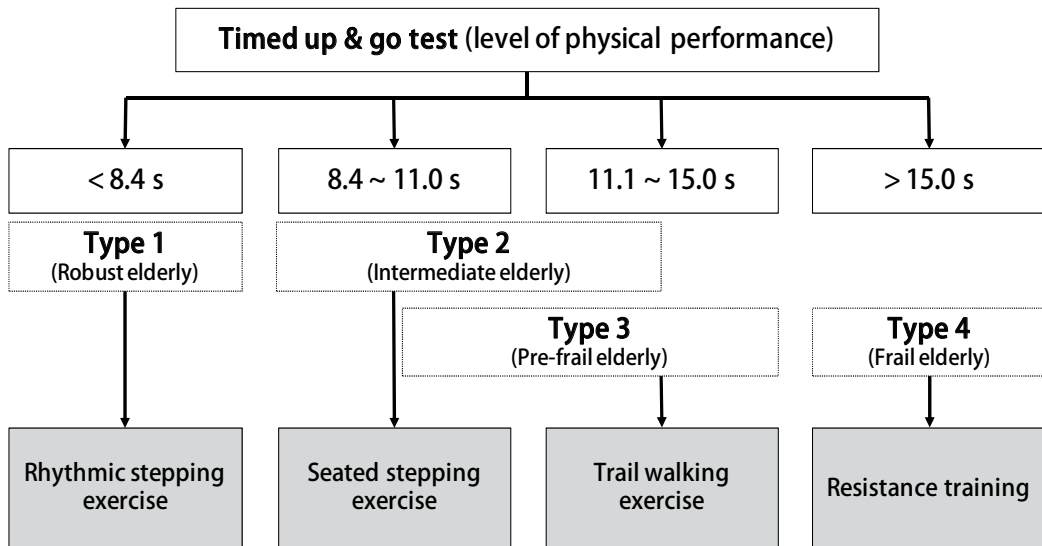 Timed up & go test (level of physical performance)
< 8.4 s
8.4 ~ 11.0 s
11.1 ~ 15.0 s
> 15.0 s
Type 1
(Robust elderly)
Type 2
(Intermediate elderly)
Type 3
(Pre-frail elderly)
Type 4
(Frail elderly)
Rhythmic stepping
exercise
Seated stepping
exercise
Trail walking
exercise
Resistance training